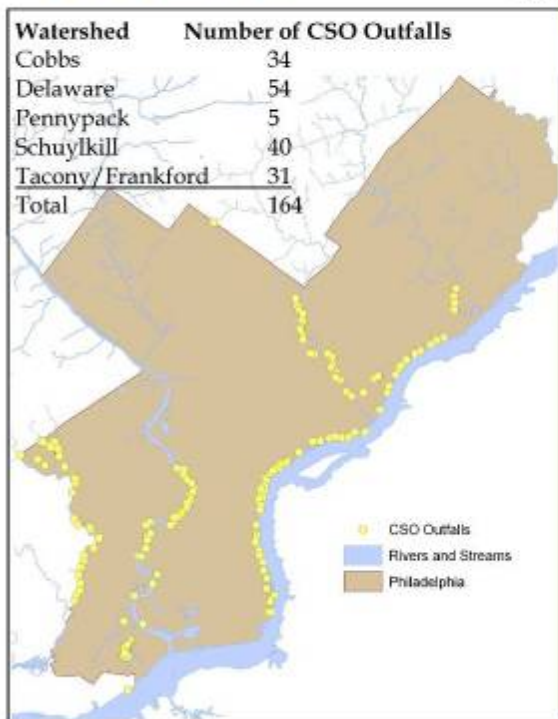 Watershed Number of CSO Outfalls
Cobbs 34
Delaware 54
Pennypack 5
Schuylkill 40
Tacony/Frankford 31
Total 164
CSO Outfalls
Rivers and Streams
Philadelphia